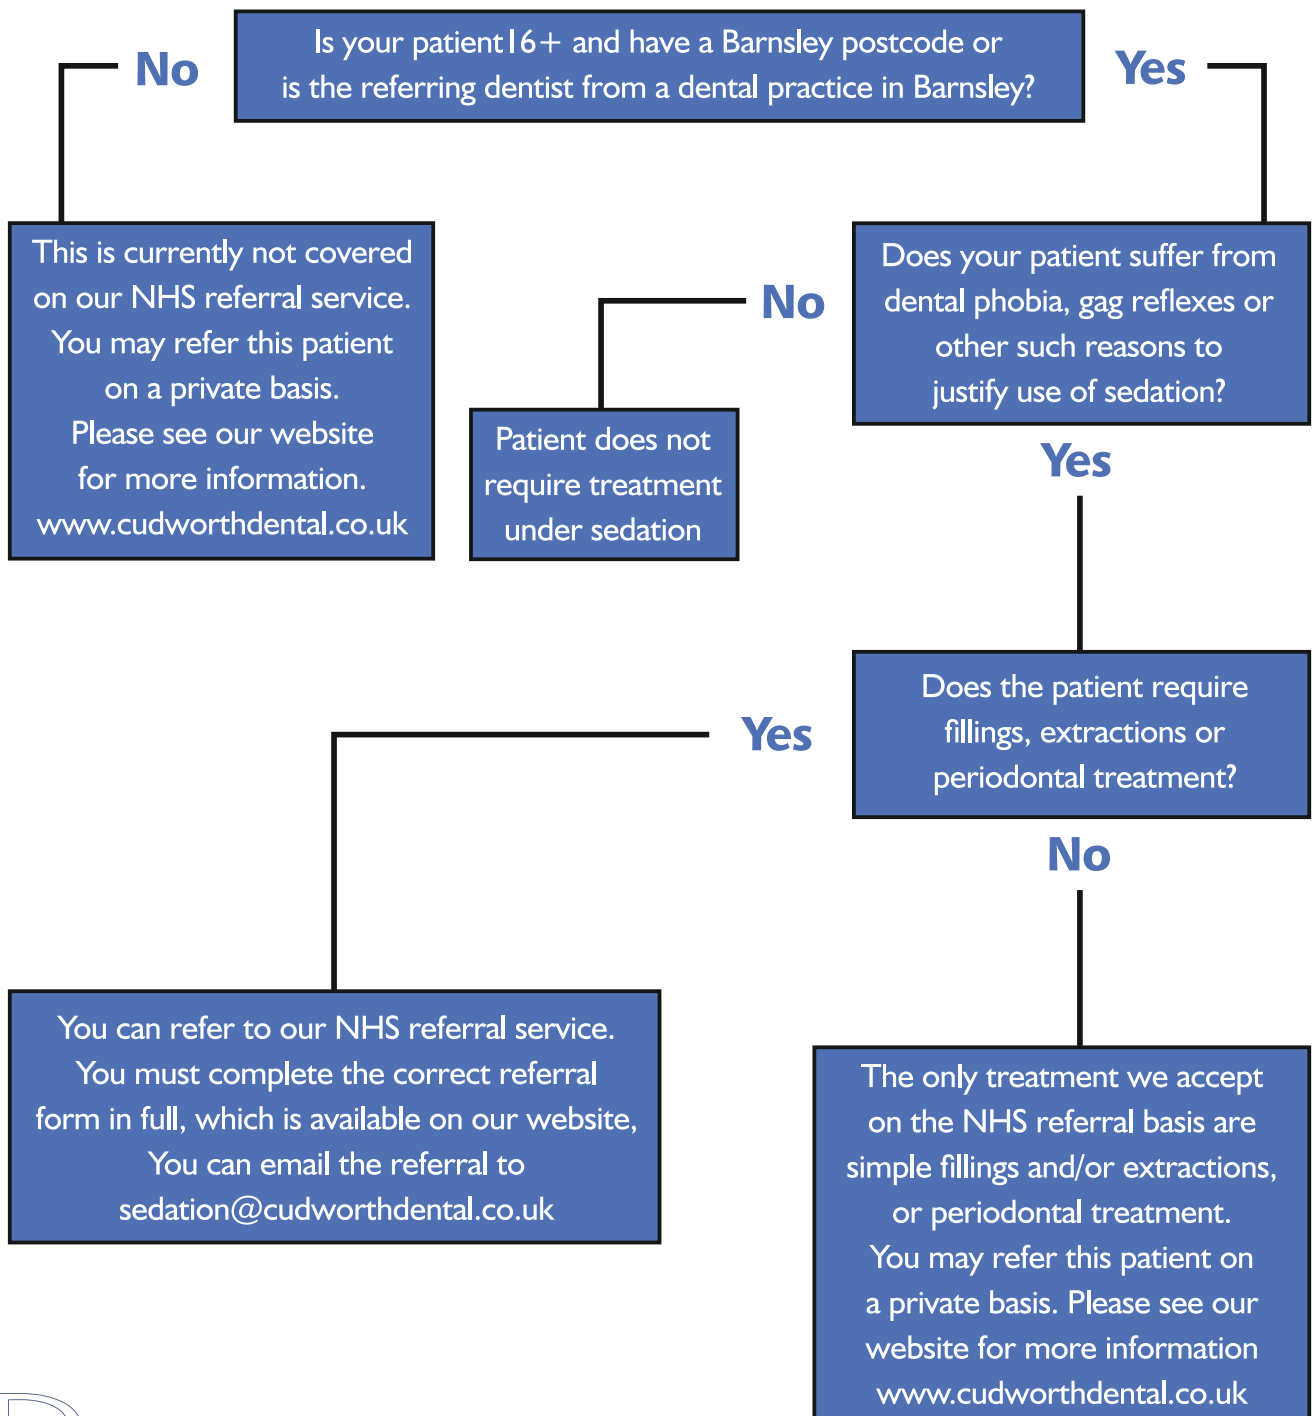 Is your patient16+ and have a Barnsley postcode or
is the referring dentist from a dental practice in Barnsley?
No
Yes
This is currently not covered
on our NHS referral service.
You may refer this patient
on a private basis.
Please see our website
for more information.
www.cudworthdental.co.uk
No
Patient does not
require treatment
under sedation
Does your patient suffer from
dental phobia, gag reflexes or
other such reasons to
justify use of sedation?
Yes
Does the patient require
fillings, extractions or
periodontal treatment?
Yes
No
You can refer to our NHS referral service.
You must complete the correct referral
form in full, which is available on our website,
You can email the referral to
sedation@cudworthdental.co.uk
The only treatment we accept
on the NHS referral basis are
simple fillings and/or extractions,
or periodontal treatment.
You may refer this patient on
a private basis. Please see our
website for more information
www.cudworthdental.co.uk